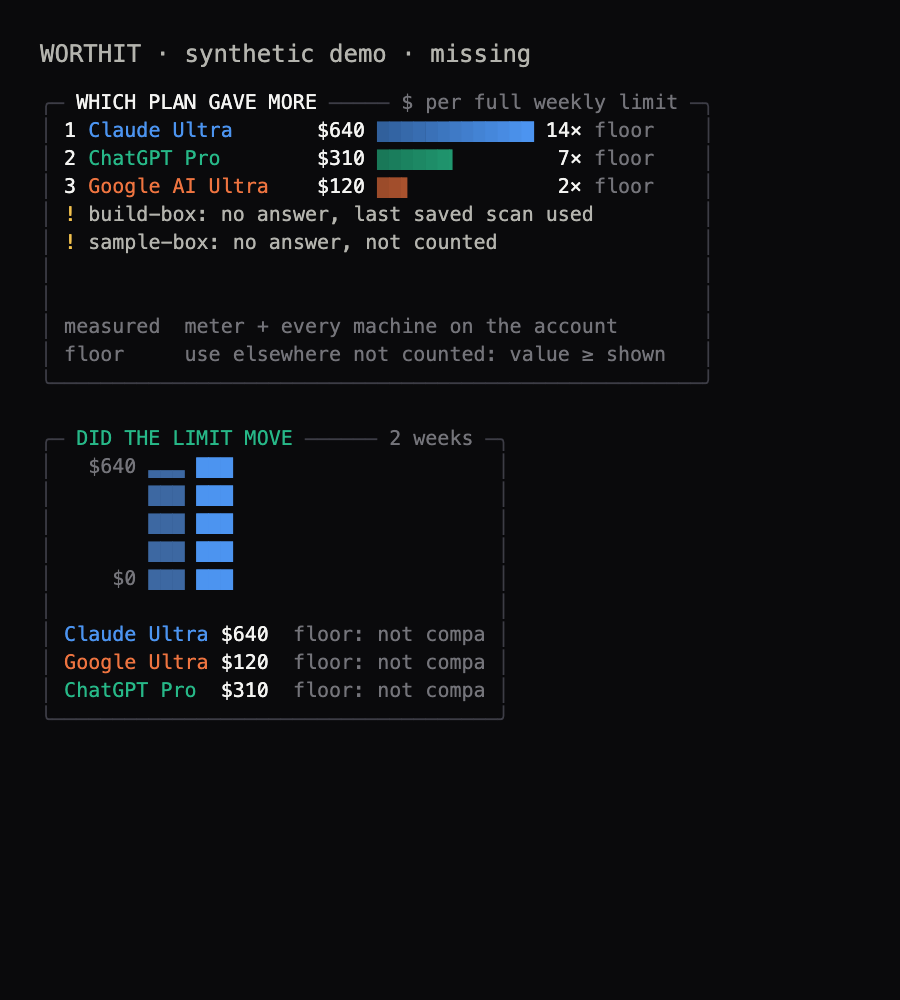 WORTHIT · synthetic demo · missing
WHICH PLAN GAVE MORE $ per full weekly limit
1 Claude Ultra $640 14× floor
2 ChatGPT Pro $310 7× floor
3 Google AI Ultra $120 2× floor
! build-box: no answer, last saved scan used
! sample-box: no answer, not counted
measured meter + every machine on the account
floor use elsewhere not counted: value ≥ shown
DID THE LIMIT MOVE 2 weeks
$640
$0
Claude Ultra $640 floor: not compa
Google Ultra $120 floor: not compa
ChatGPT Pro $310 floor: not compa